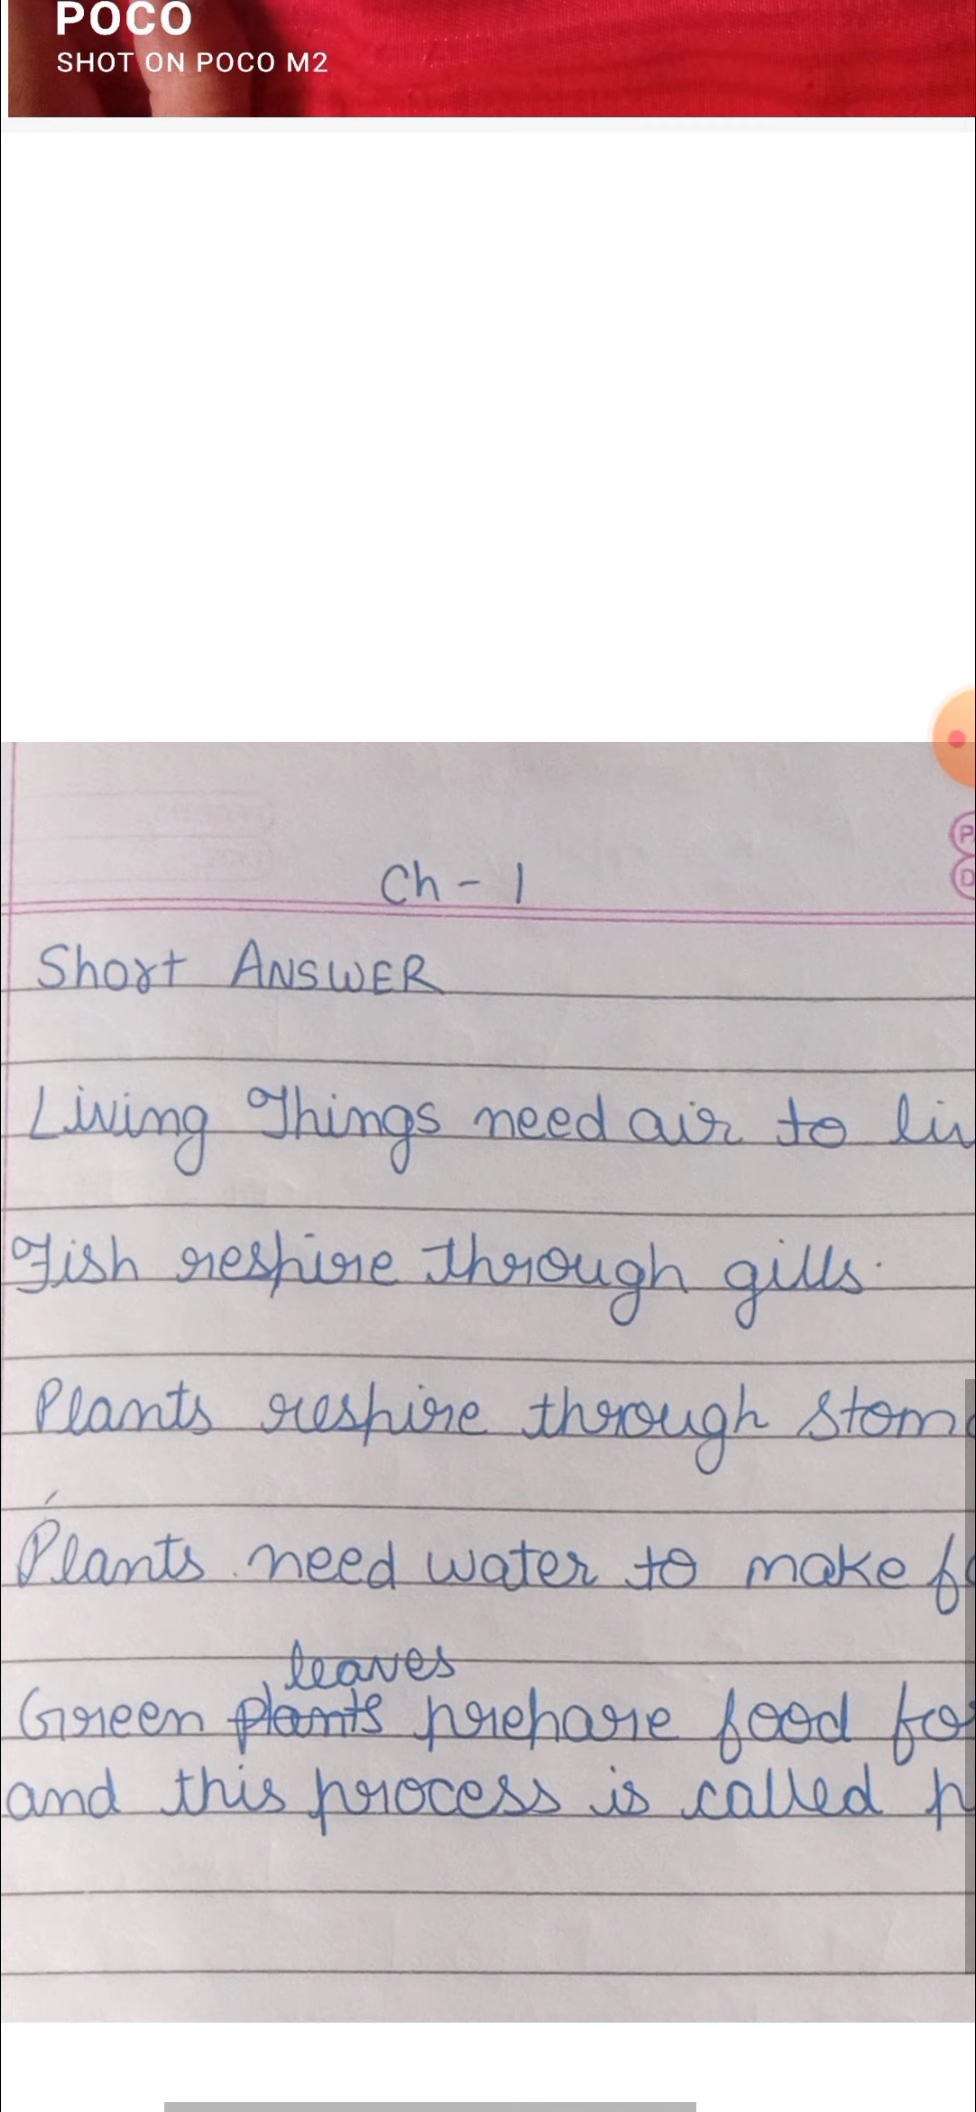 POCO
SHOT ON POCO M2
P
D
Ch - 1
Short ANSWER
Living Things need air to
Fish respire through gills.
Plants respire through
Plants need water to make
leaves
Green plants prepare food
and this process is called